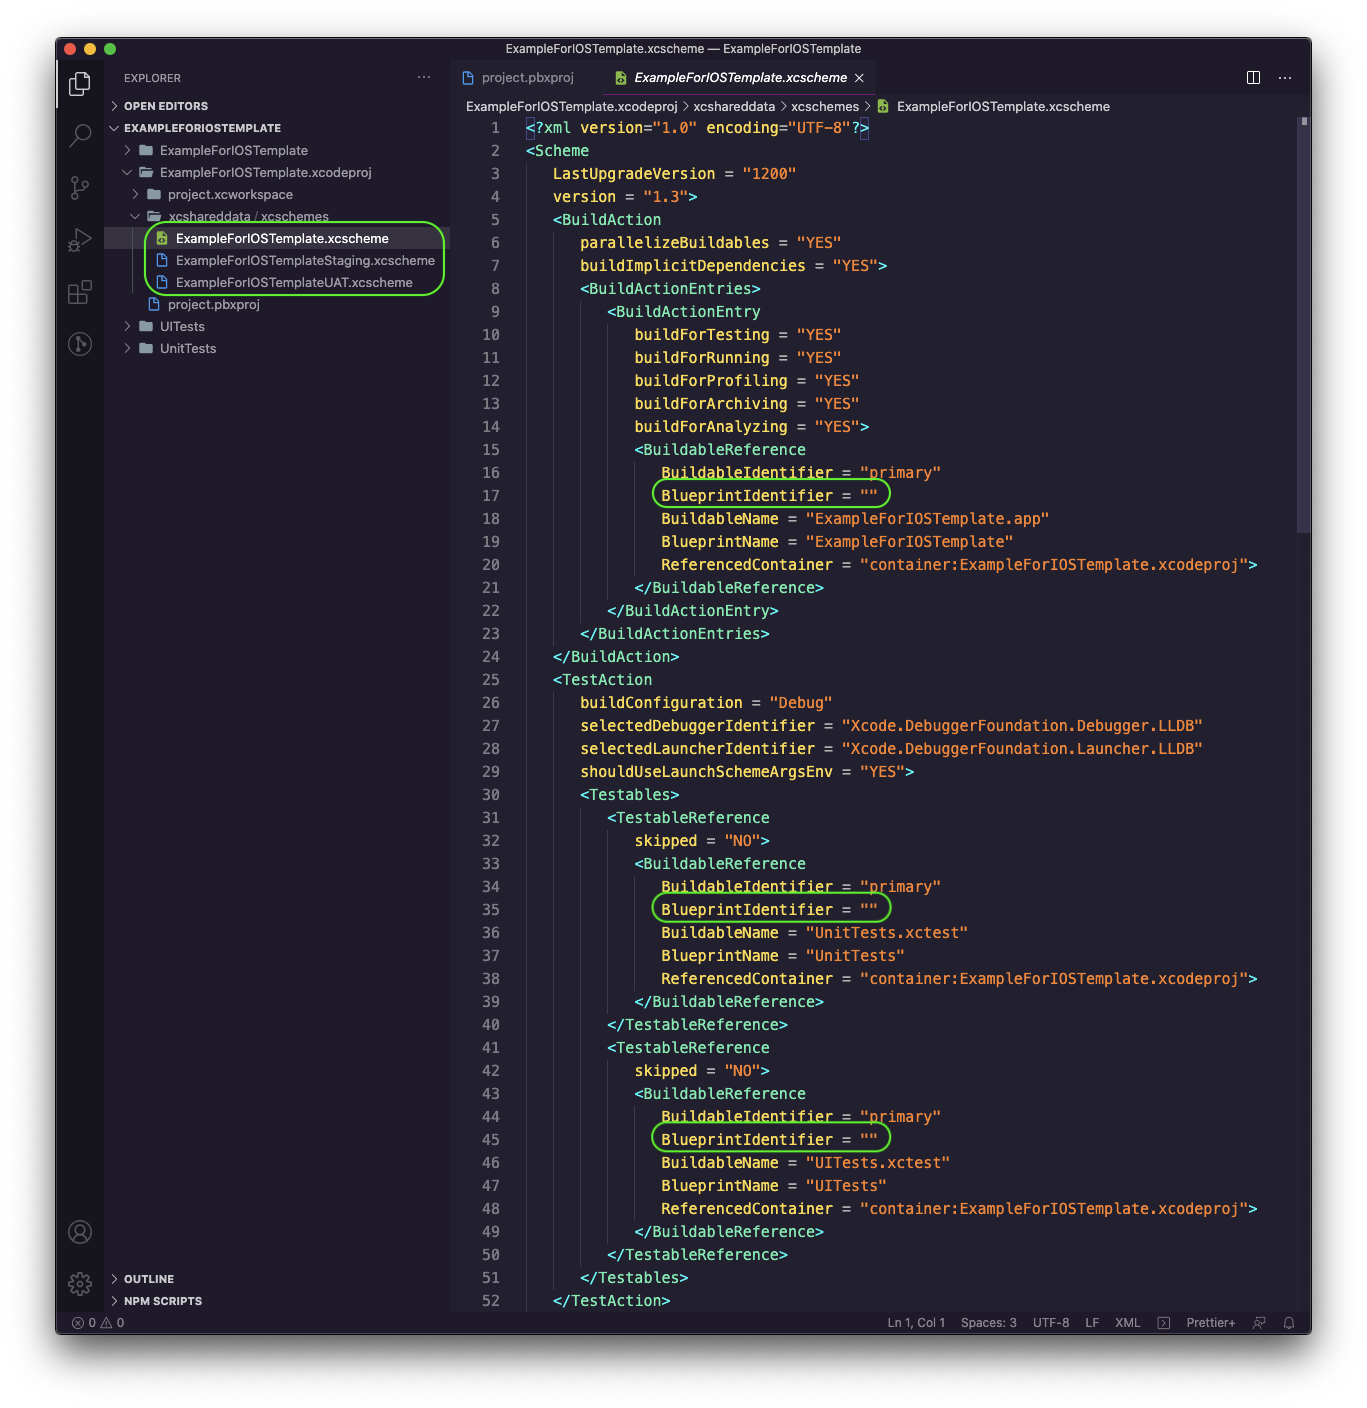 ExampleForIOSTemplate.xcscheme — ExampleForIOSTemplate
EXPLORER
OPEN EDITORS
EXAMPLEFORIOSTEMPLATE
ExampleForIOSTemplate
ExampleForIOSTemplate.xcodeproj
project.xcworkspace
xcshareddata / xcschemes
ExampleForIOSTemplate.xcscheme
ExampleForIOSTemplateStaging.xcscheme
ExampleForIOSTemplateUAT.xcscheme
project.pbxproj
UITests
UnitTests
OUTLINE
NPM SCRIPTS
project.pbxproj
ExampleForIOSTemplate.xcscheme
ExampleForIOSTemplate.xcodeproj > xcshareddata > xcschemes > ExampleForIOSTemplate.xcscheme
1 <?xml version="1.0" encoding="UTF-8"?>
2 <Scheme
3 LastUpgradeVersion = "1200"
4 version = "1.3">
5 <BuildAction
6 parallelizeBuildables = "YES"
7 buildImplicitDependencies = "YES">
8 <BuildActionEntries>
9 <BuildActionEntry
10 buildForTesting = "YES"
11 buildForRunning = "YES"
12 buildForProfiling = "YES"
13 buildForArchiving = "YES"
14 buildForAnalyzing = "YES">
15 <BuildableReference
16 BuildableIdentifier = "primary"
17 BlueprintIdentifier = ""
18 BuildableName = "ExampleForIOSTemplate.app"
19 BlueprintName = "ExampleForIOSTemplate"
20 ReferencedContainer = "container:ExampleForIOSTemplate.xcodeproj">
21 </BuildableReference>
22 </BuildActionEntry>
23 </BuildActionEntries>
24 </BuildAction>
25 <TestAction
26 buildConfiguration = "Debug"
27 selectedDebuggerIdentifier = "Xcode.DebuggerFoundation.Debugger.LLDB"
28 selectedLauncherIdentifier = "Xcode.DebuggerFoundation.Launcher.LLDB"
29 shouldUseLaunchSchemeArgsEnv = "YES">
30 <Testables>
31 <TestableReference
32 skipped = "NO">
33 <BuildableReference
34 BuildableIdentifier = "primary"
35 BlueprintIdentifier = ""
36 BuildableName = "UnitTests.xctest"
37 BlueprintName = "UnitTests"
38 ReferencedContainer = "container:ExampleForIOSTemplate.xcodeproj">
39 </BuildableReference>
40 </TestableReference>
41 <TestableReference
42 skipped = "NO">
43 <BuildableReference
44 BuildableIdentifier = "primary"
45 BlueprintIdentifier = ""
46 BuildableName = "UITests.xctest"
47 BlueprintName = "UITests"
48 ReferencedContainer = "container:ExampleForIOSTemplate.xcodeproj">
49 </BuildableReference>
50 </TestableReference>
51 </Testables>
52 </TestAction>
0 0
Ln 1, Col 1 Spaces: 3 UTF-8 LF XML Prettier+